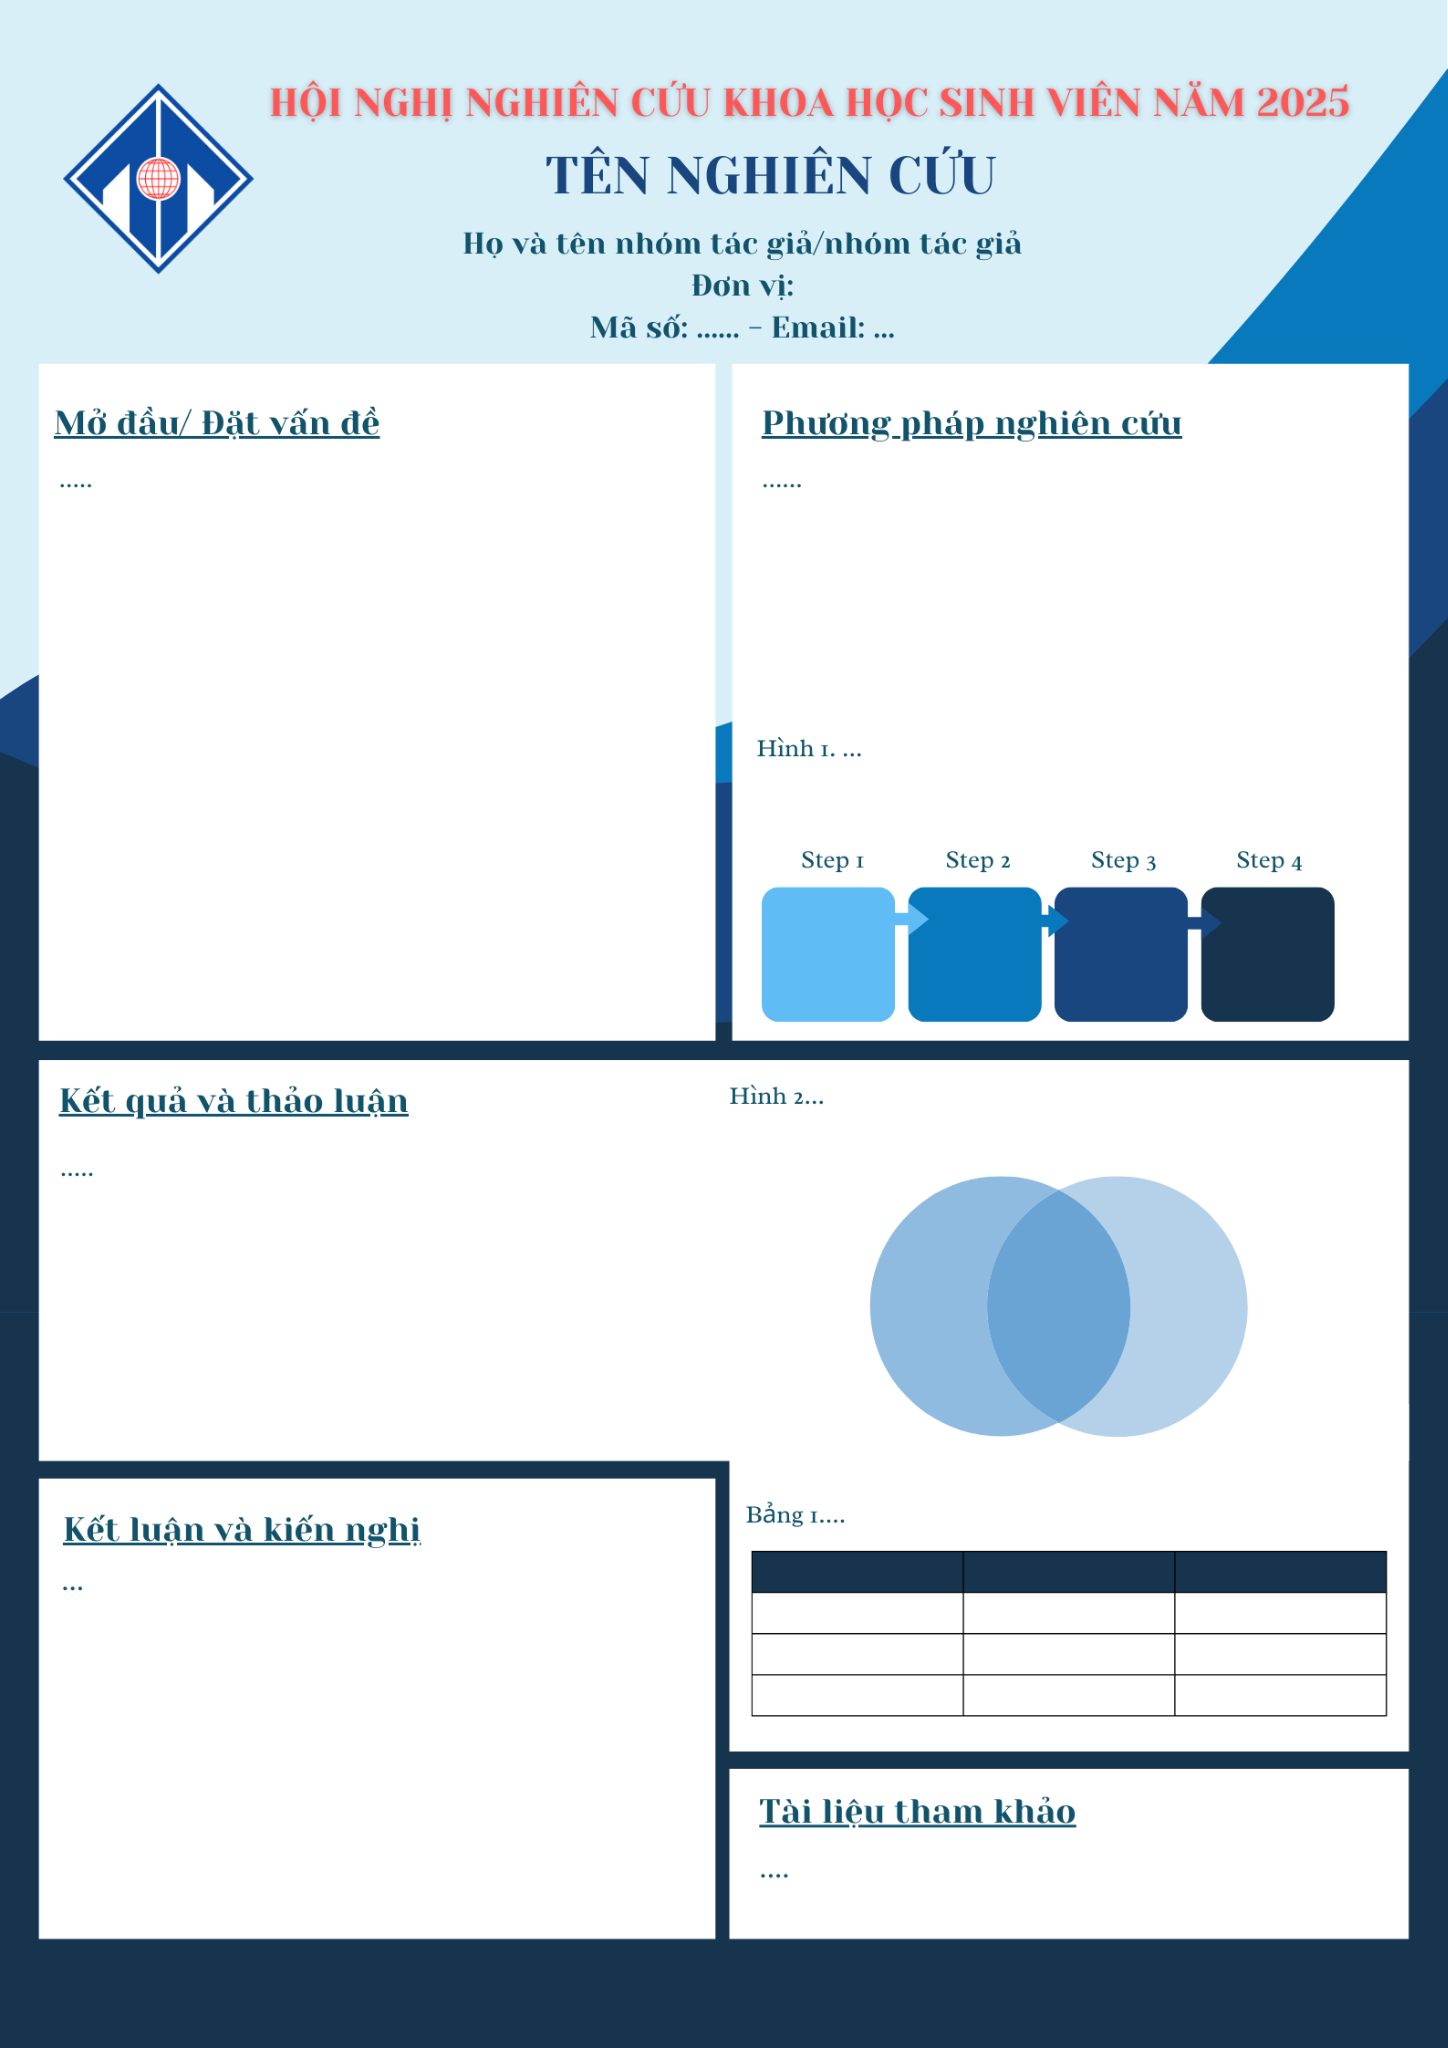 HỘI NGHỊ NGHIÊN CỨU KHOA HỌC SINH VIÊN NĂM 2025
TÊN NGHIÊN CỨU
Họ và tên nhóm tác giả/nhóm tác giả
Đơn vị:
Mã số: ...... - Email: ...
Mở đầu/ Đặt vấn đề
.....
Phương pháp nghiên cứu
......
Hình 1. ...
Step 1
Step 2
Step 3
Step 4
Kết quả và thảo luận
.....
Hình 2...
Bảng 1....
Kết luận và kiến nghị
...
Tài liệu tham khảo
....